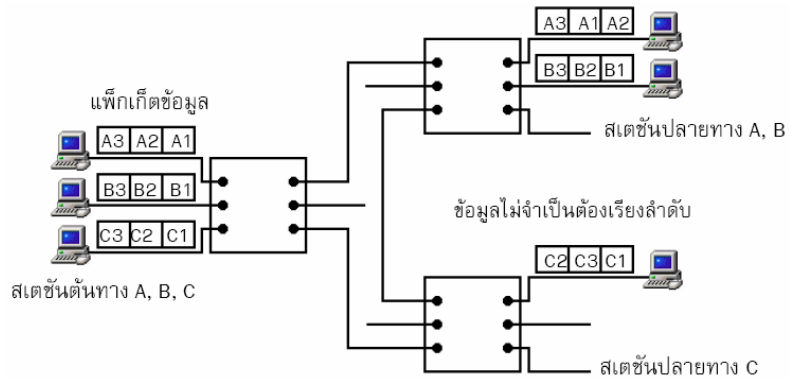 A3 A1 A2
B3 B2 B1
สเตชันปลายทาง A, B
แพ็กเก็ตข้อมูล
A3 A2 A1
B3 B2 B1
C3 C2 C1
สเตชันต้นทาง A, B, C
ข้อมูลไม่จำเป็นต้องเรียงลำดับ
C2 C3 C1
สเตชันปลายทาง C